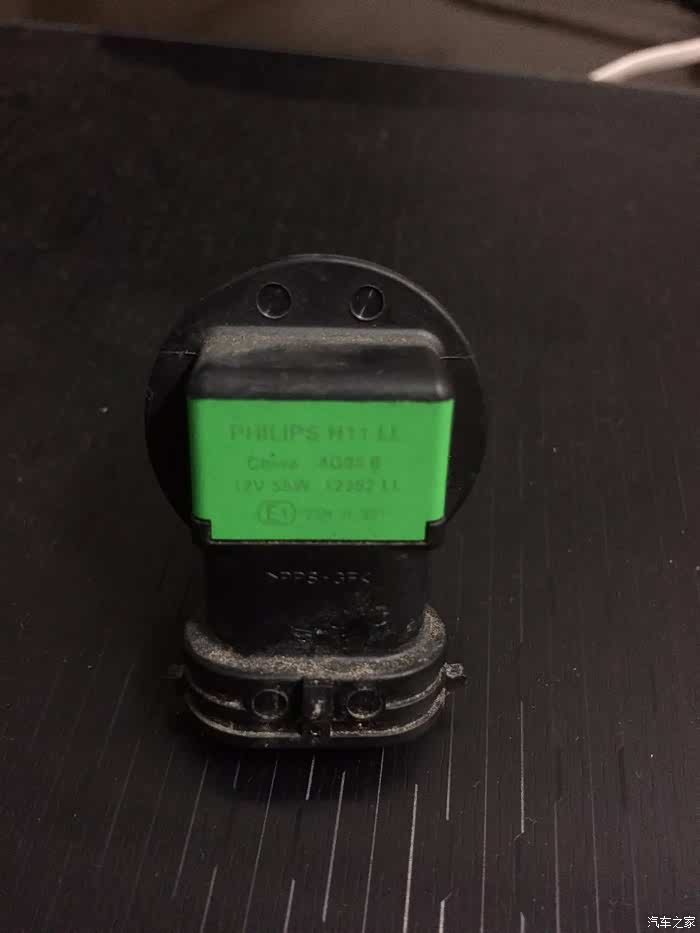 PHILIPS H11 LL
China
12V 55W 12362 LL
E1
>PPS-GF<
汽车之家